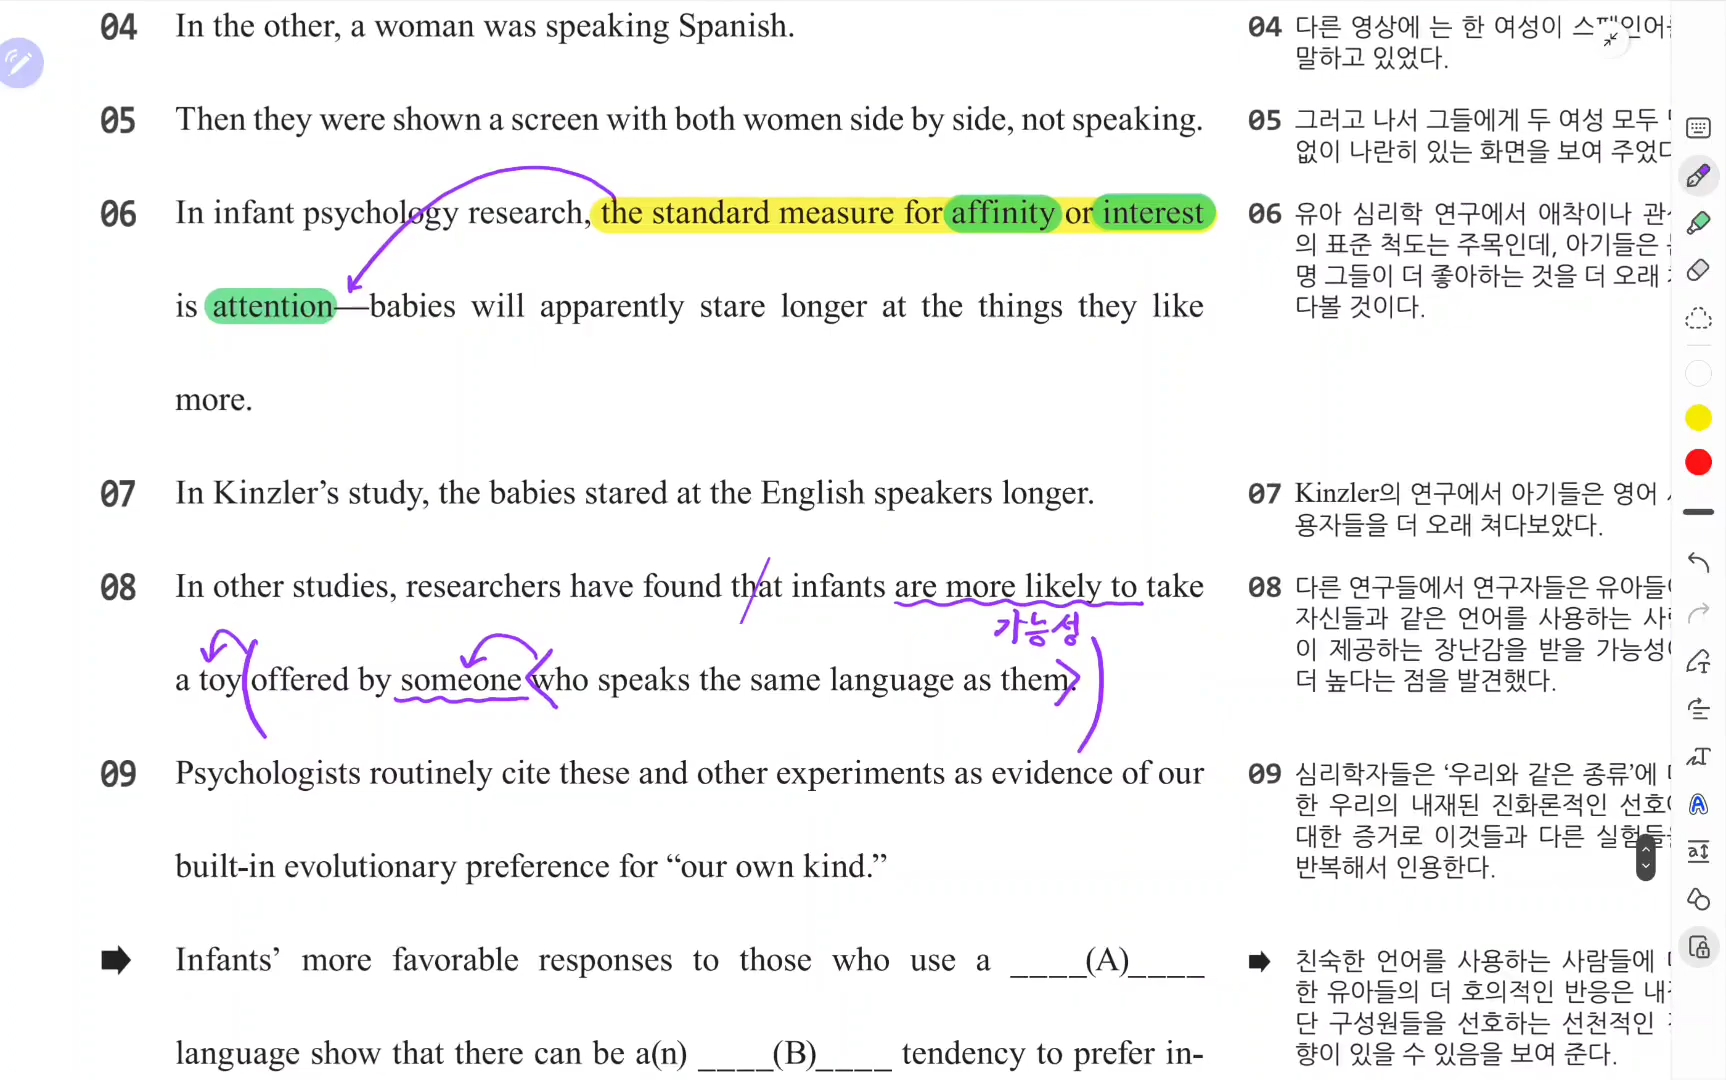 04 In the other, a woman was speaking Spanish.
05 Then they were shown a screen with both women side by side, not speaking.
06 In infant psychology research, the standard measure for affinity or interest
is attention—babies will apparently stare longer at the things they like
more.
07 In Kinzler's study, the babies stared at the English speakers longer.
08 In other studies, researchers have found that infants are more likely to take
가능성
a toy offered by someone who speaks the same language as them.
09 Psychologists routinely cite these and other experiments as evidence of our
built-in evolutionary preference for “our own kind.”
➡ Infants' more favorable responses to those who use a ____(A)____
language show that there can be a(n) ____(B)____ tendency to prefer in-
04 다른 영상에 는 한 여성이
말하고 있었다.
05 그러고 나서 그들에게 두 여성 모두
없이 나란히 있는 화면을 보여 주었다
06 유아 심리학 연구에서 애착이나
의 표준 척도는 주목인데, 아기들은
명 그들이 더 좋아하는 것을 더 오래
다볼 것이다.
07 Kinzler의 연구에서 아기들은 영어
용자들을 더 오래 쳐다보았다.
08 다른 연구들에서 연구자들은
자신들과 같은 언어를 사용하는
이 제공하는 장난감을 받을
더 높다는 점을 발견했다.
09 심리학자들은 ‘우리와 같은 종류’에
한 우리의 내재된 진화론적인
대한 증거로 이것들과 다른
반복해서 인용한다.
➡ 친숙한 언어를 사용하는 사람들에
한 유아들의 더 호의적인 반응은
단 구성원들을 선호하는 선천적인
향이 있을 수 있음을 보여 준다.